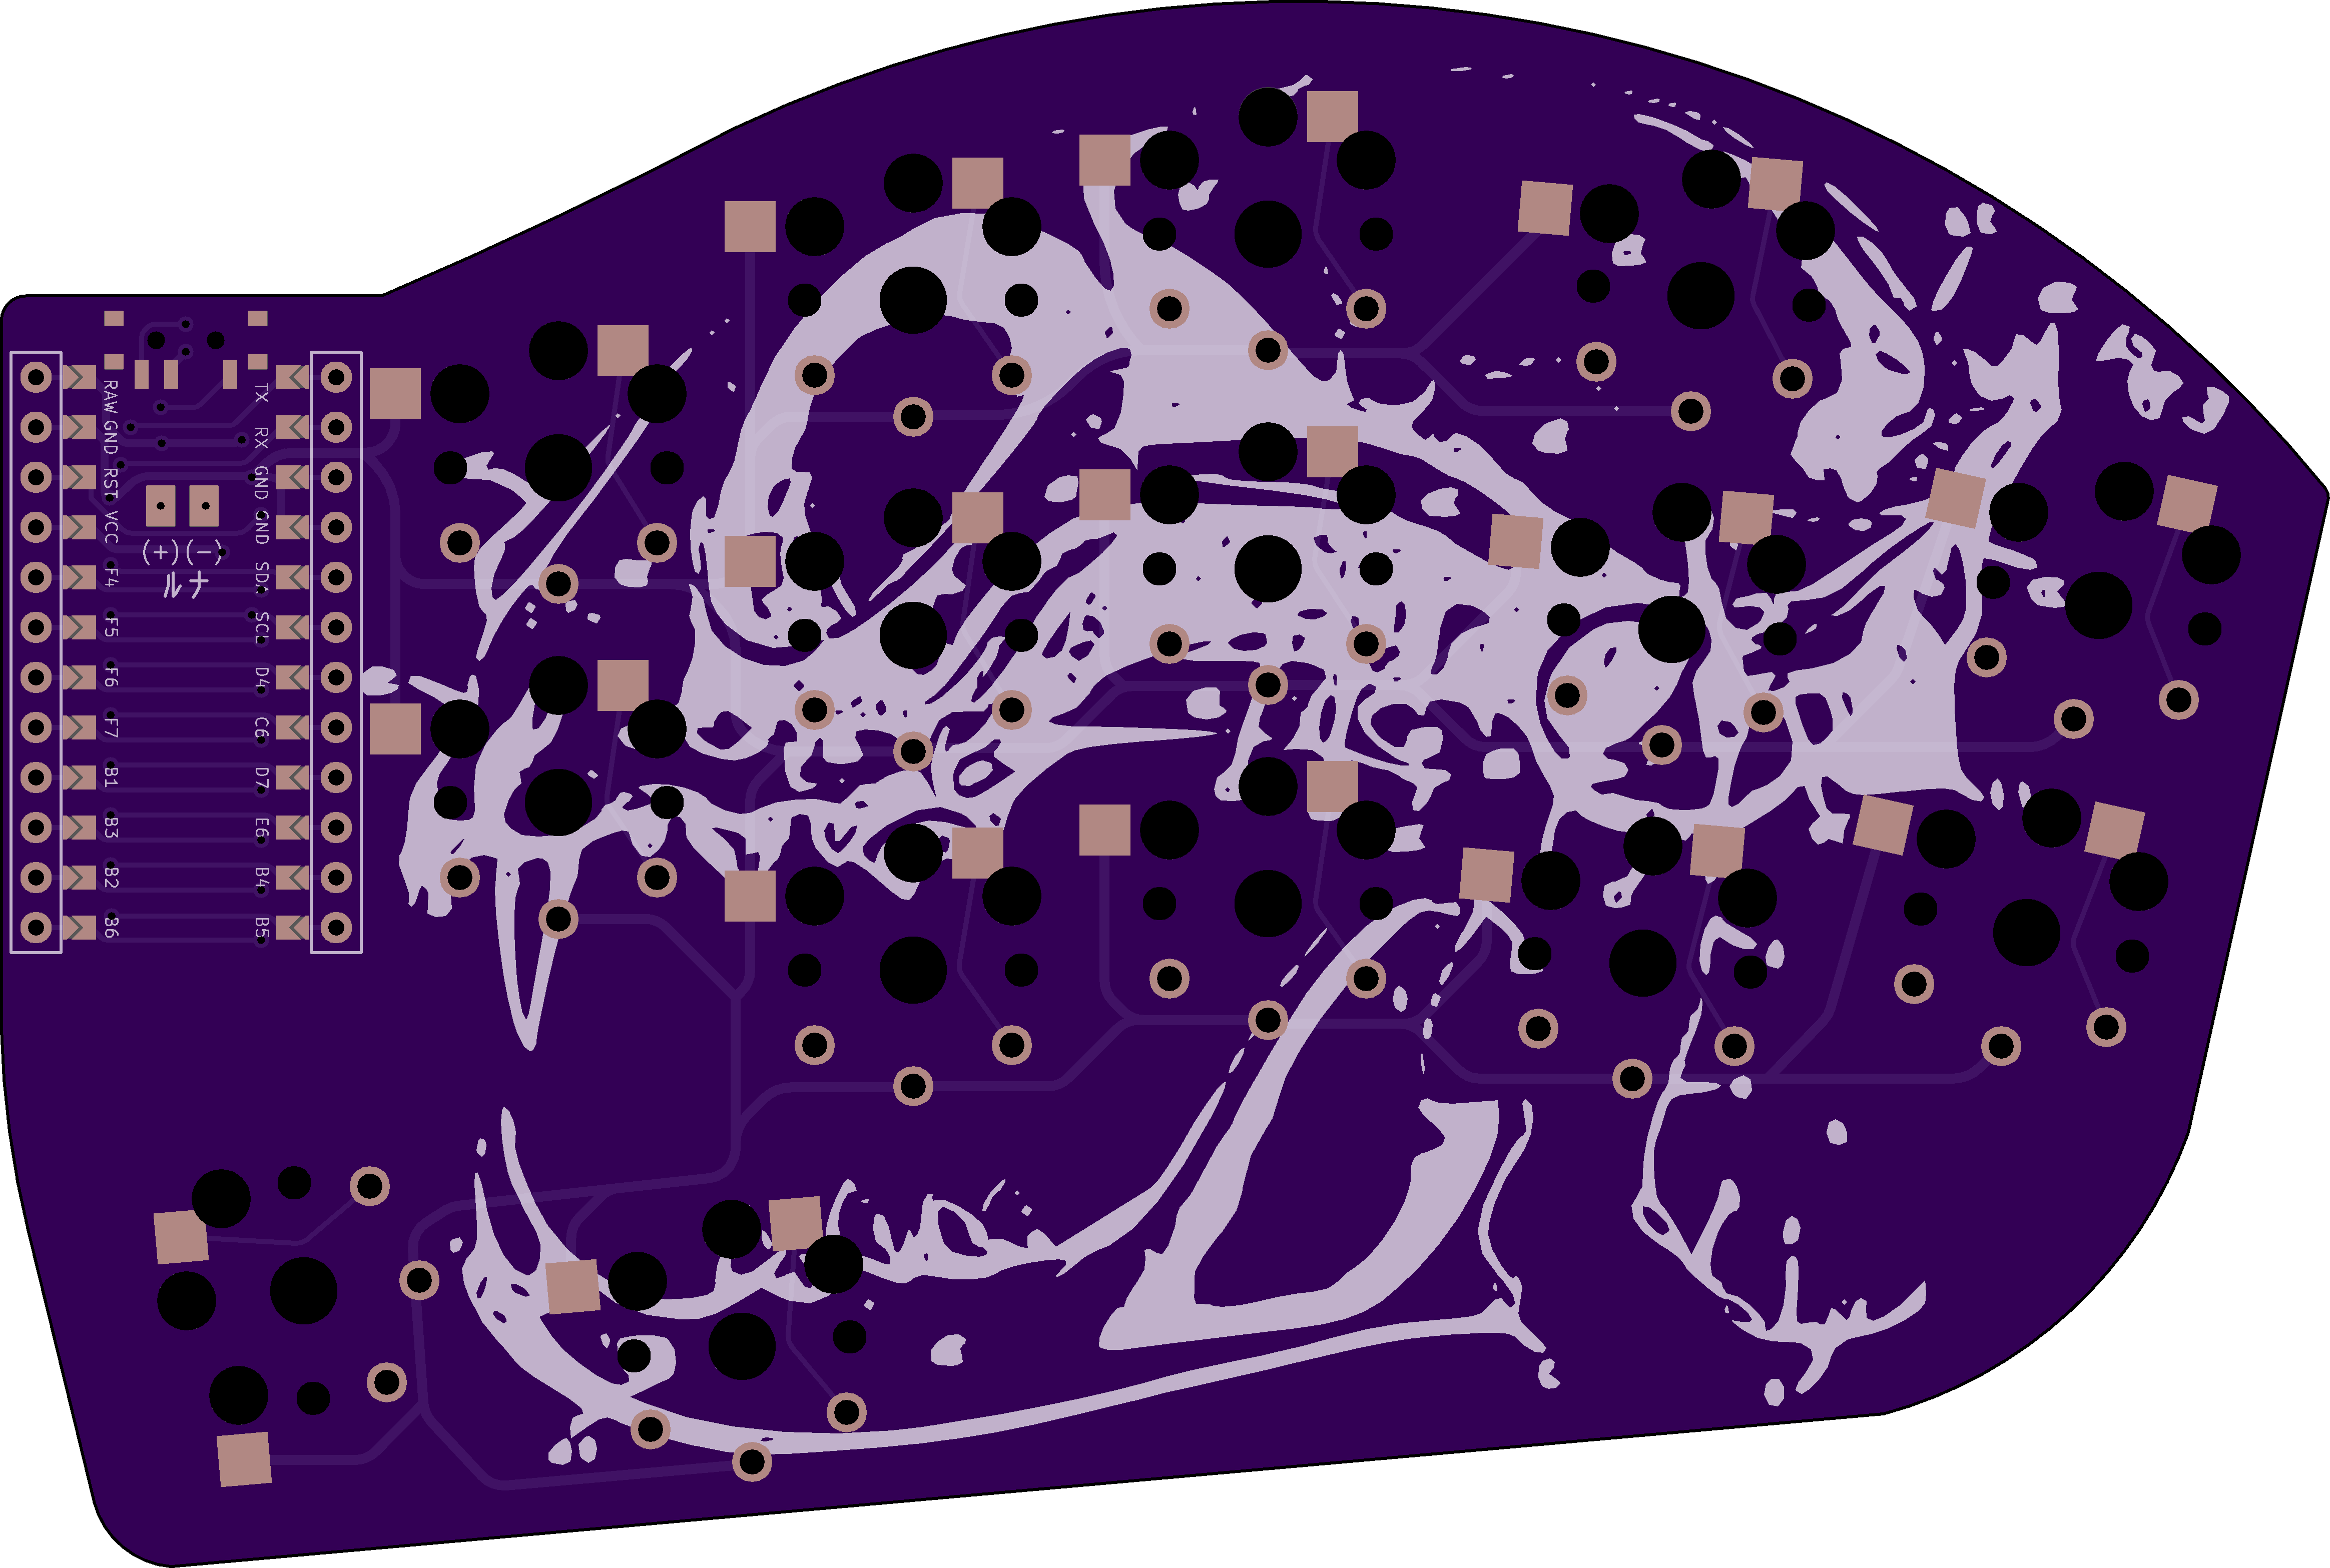 RAW TX
GND RX
RST GND
VCC GND
(+)(-)
ルナ
F4 SDA
F5 SCL
F6 D4
F7 C6
B1 D7
B3 E6
B2 B4
B6 B5